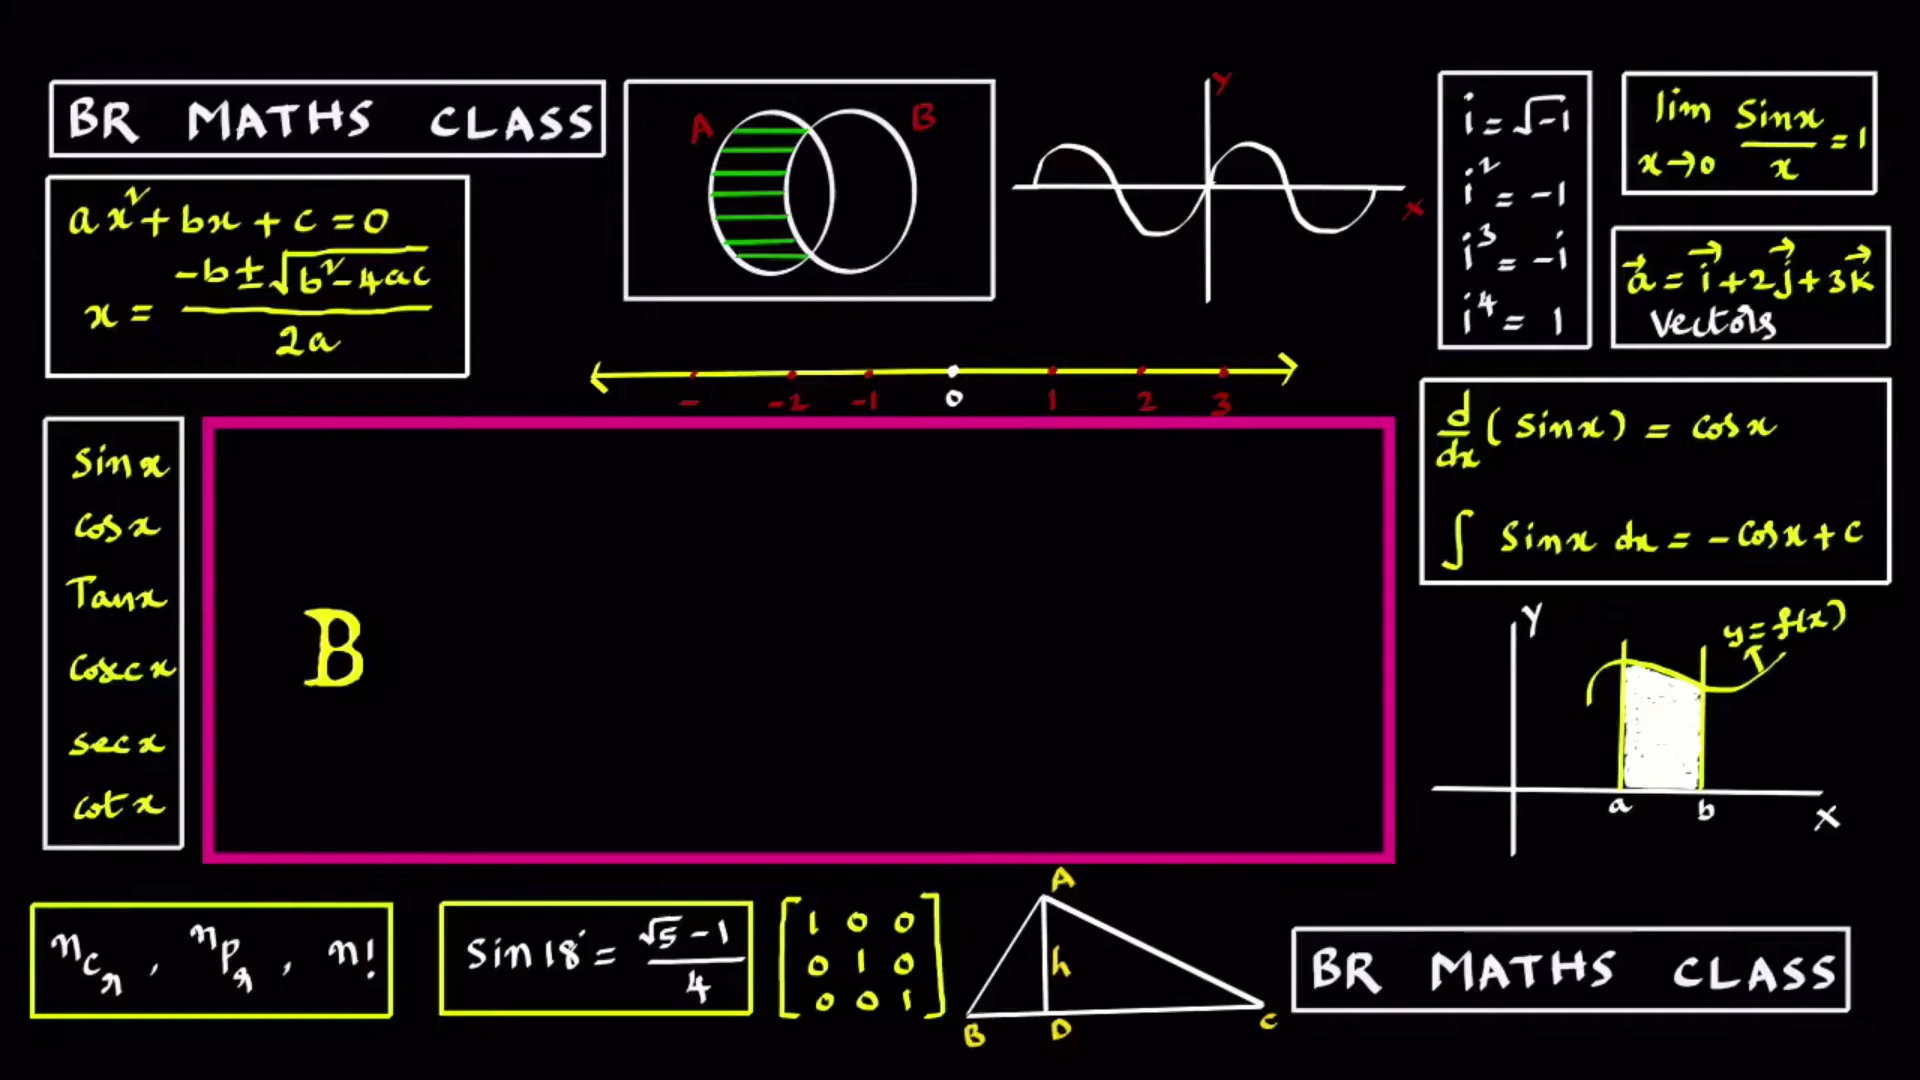 BR MATHS CLASS
ax²+bx+c=0
x = (-b±√(b²-4ac))/2a
A B
Y
X
i=√-1
i²=-1
i³=-i
i⁴=1
lim x→0 Sinx/x =1
a⃗ = i⃗+2j⃗+3k⃗
Vectors
- -2 -1 0 1 2 3
Sinx
Cosx
Tanx
Cosecx
secx
cotx
B
d/dx (Sinx) = Cosx
∫ Sinx dx = -Cosx+c
Y
y=f(x)
a b X
nCr, nPr, n!
Sin18°= (√5-1)/4
1 0 0
0 1 0
0 0 1
A
h
B D C
BR MATHS CLASS